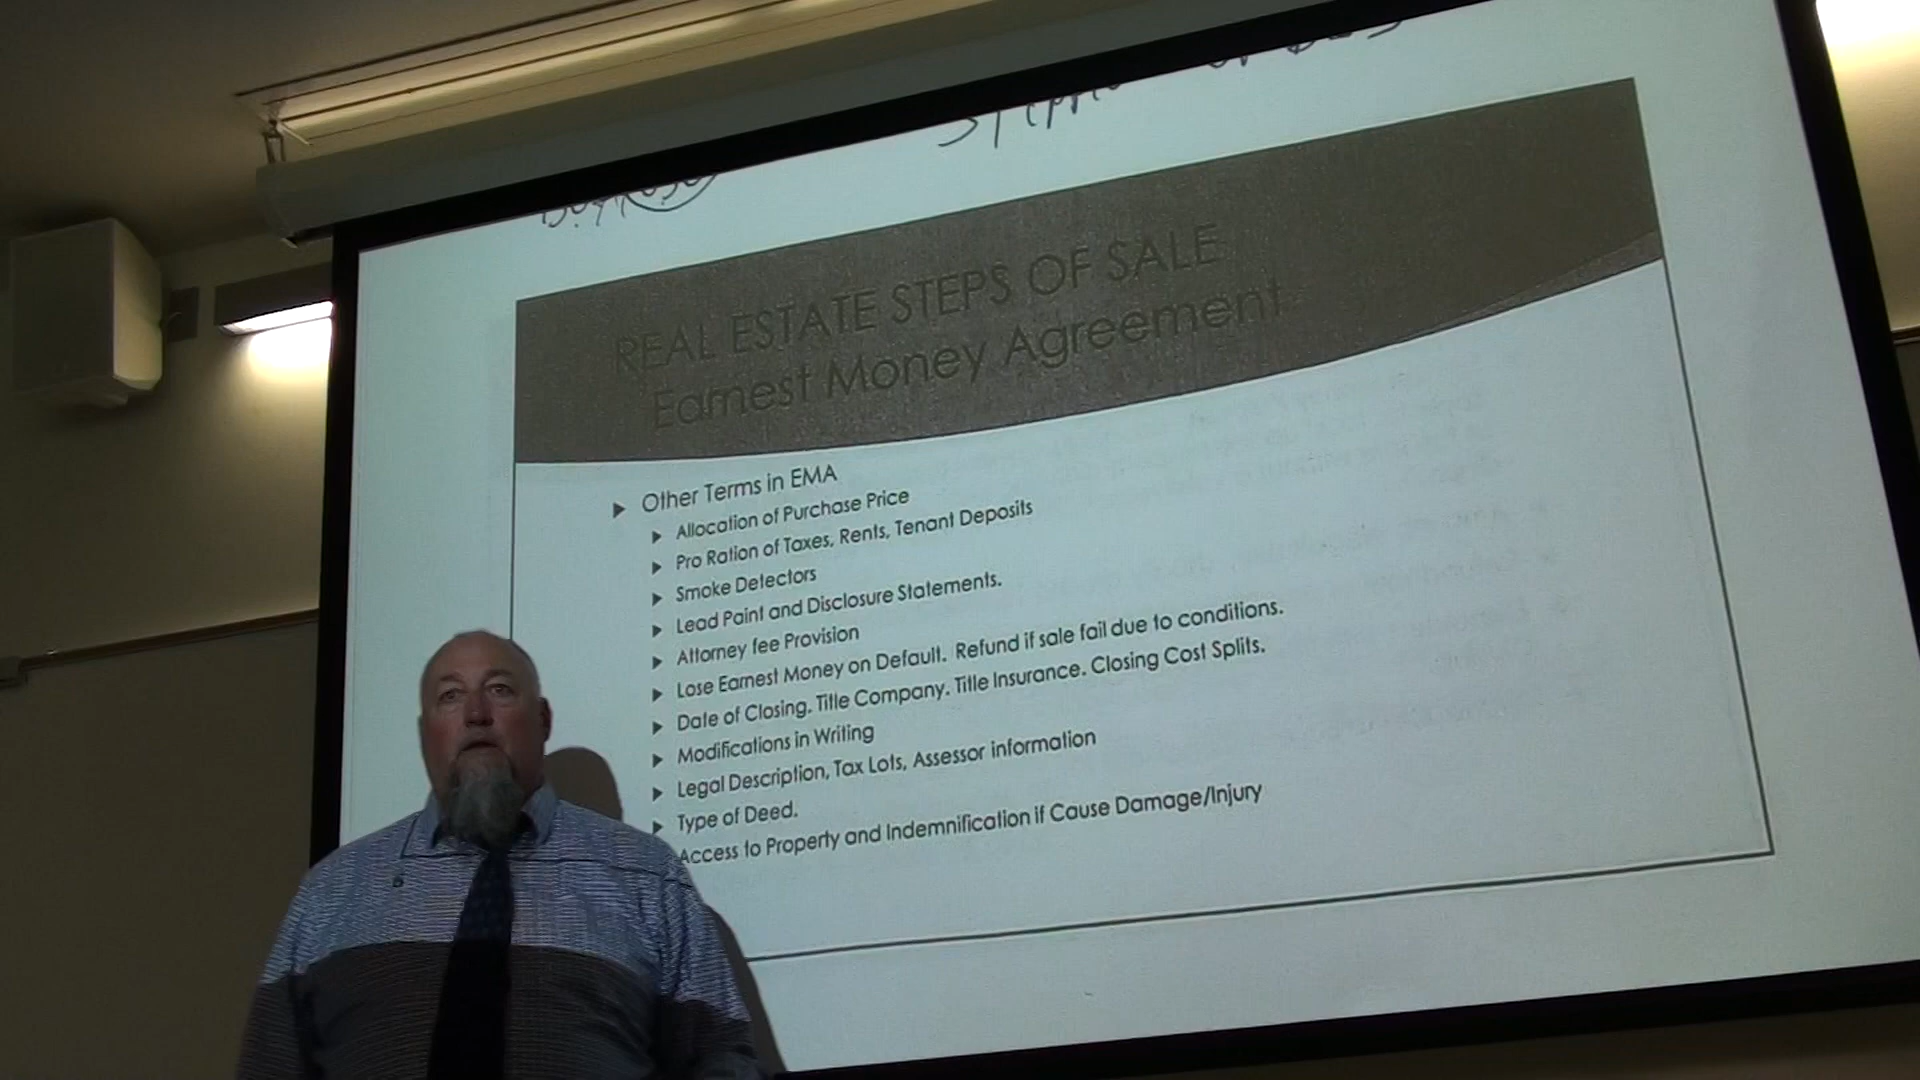 REAL ESTATE STEPS OF SALE
Earnest Money Agreement
Other Terms in EMA
Allocation of Purchase Price
Pro Ration of Taxes, Rents, Tenant Deposits
Smoke Detectors
Lead Paint and Disclosure Statements.
Attorney fee Provision
Lose Earnest Money on Default. Refund if sale fail due to conditions.
Date of Closing. Title Company. Title Insurance. Closing Cost Splits.
Modifications in Writing
Legal Description, Tax Lots, Assessor information
Type of Deed.
Access to Property and Indemnification if Cause Damage/Injury